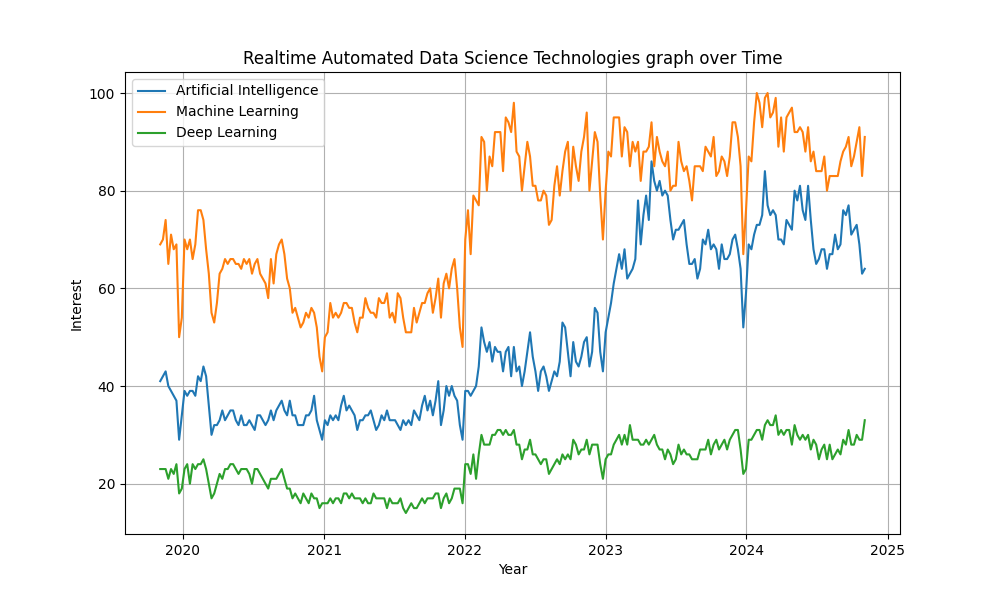 Realtime Automated Data Science Technologies graph over Time
Artificial Intelligence
Machine Learning
Deep Learning
100
80
60
40
20
Interest
2020 2021 2022 2023 2024 2025
Year